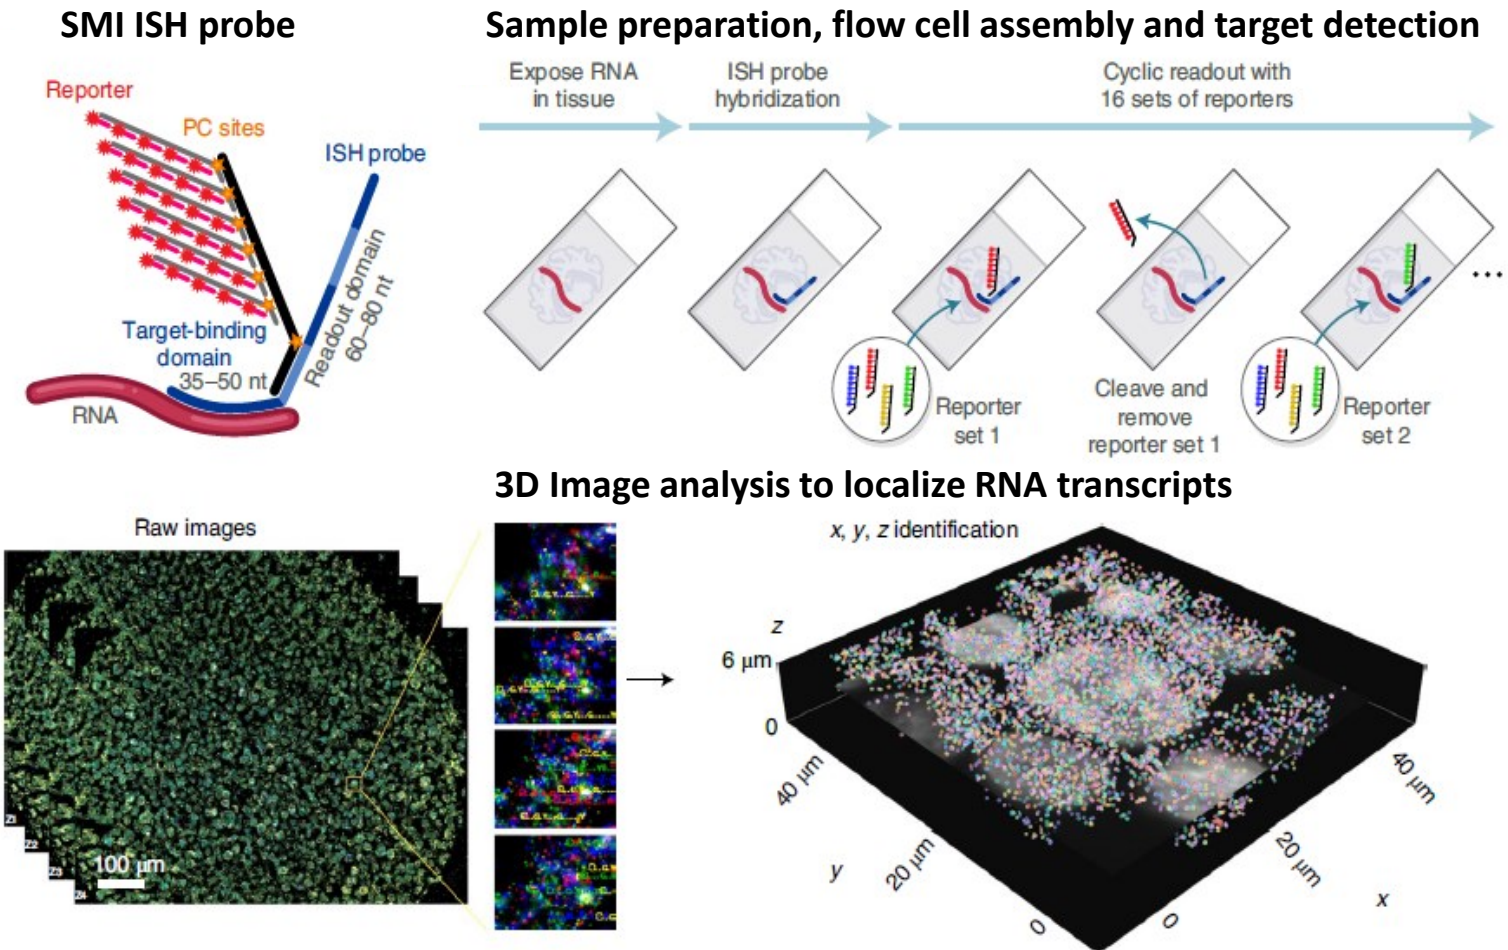 SMI ISH probe
Sample preparation, flow cell assembly and target detection
Reporter
PC sites
ISH probe
Target-binding
domain
35–50 nt
Readout domain
60–80 nt
RNA
Expose RNA
in tissue
ISH probe
hybridization
Cyclic readout with
16 sets of reporters
Reporter
set 1
Cleave and
remove
reporter set 1
Reporter
set 2
...
3D Image analysis to localize RNA transcripts
Raw images
Z1
Z2
Z3
Z4
100 µm
x, y, z identification
z
6 µm
0
40 µm
20 µm
0
y
40 µm
20 µm
0
x